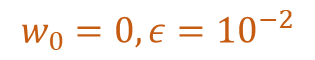 w₀ = 0, ϵ = 10⁻²